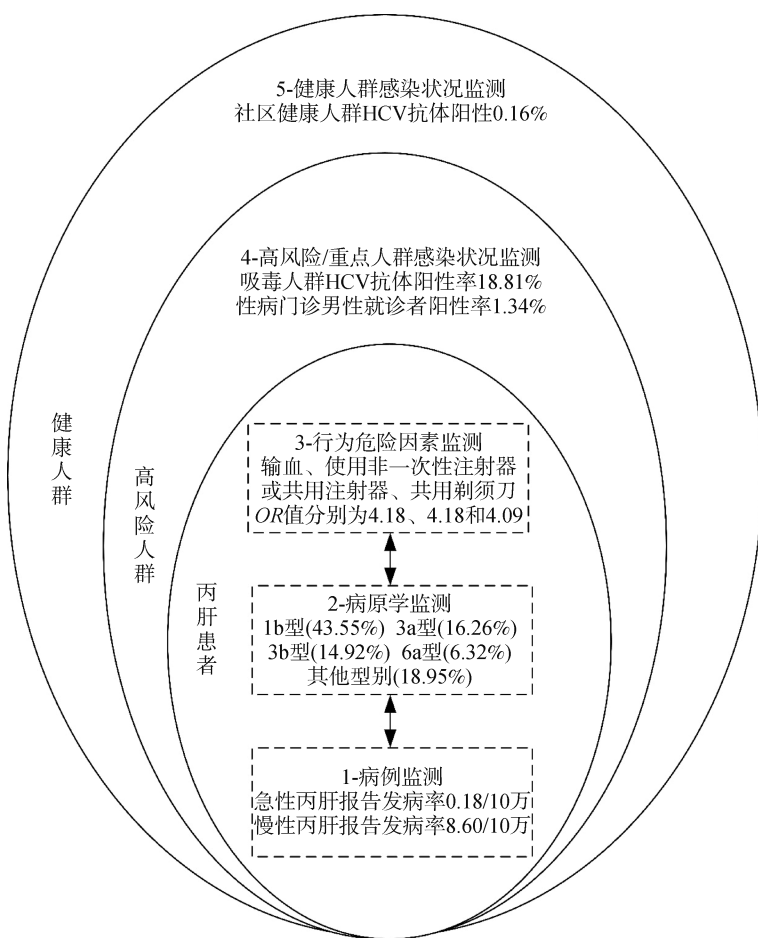 5-健康人群感染状况监测
社区健康人群HCV抗体阳性0.16%
4-高风险/重点人群感染状况监测
吸毒人群HCV抗体阳性率18.81%
性病门诊男性就诊者阳性率1.34%
健康人群
高风险人群
丙肝患者
3-行为危险因素监测
输血、使用非一次性注射器
或共用注射器、共用剃须刀
OR值分别为4.18、4.18和4.09
2-病原学监测
1b型(43.55%) 3a型(16.26%)
3b型(14.92%) 6a型(6.32%)
其他型别(18.95%)
1-病例监测
急性丙肝报告发病率0.18/10万
慢性丙肝报告发病率8.60/10万